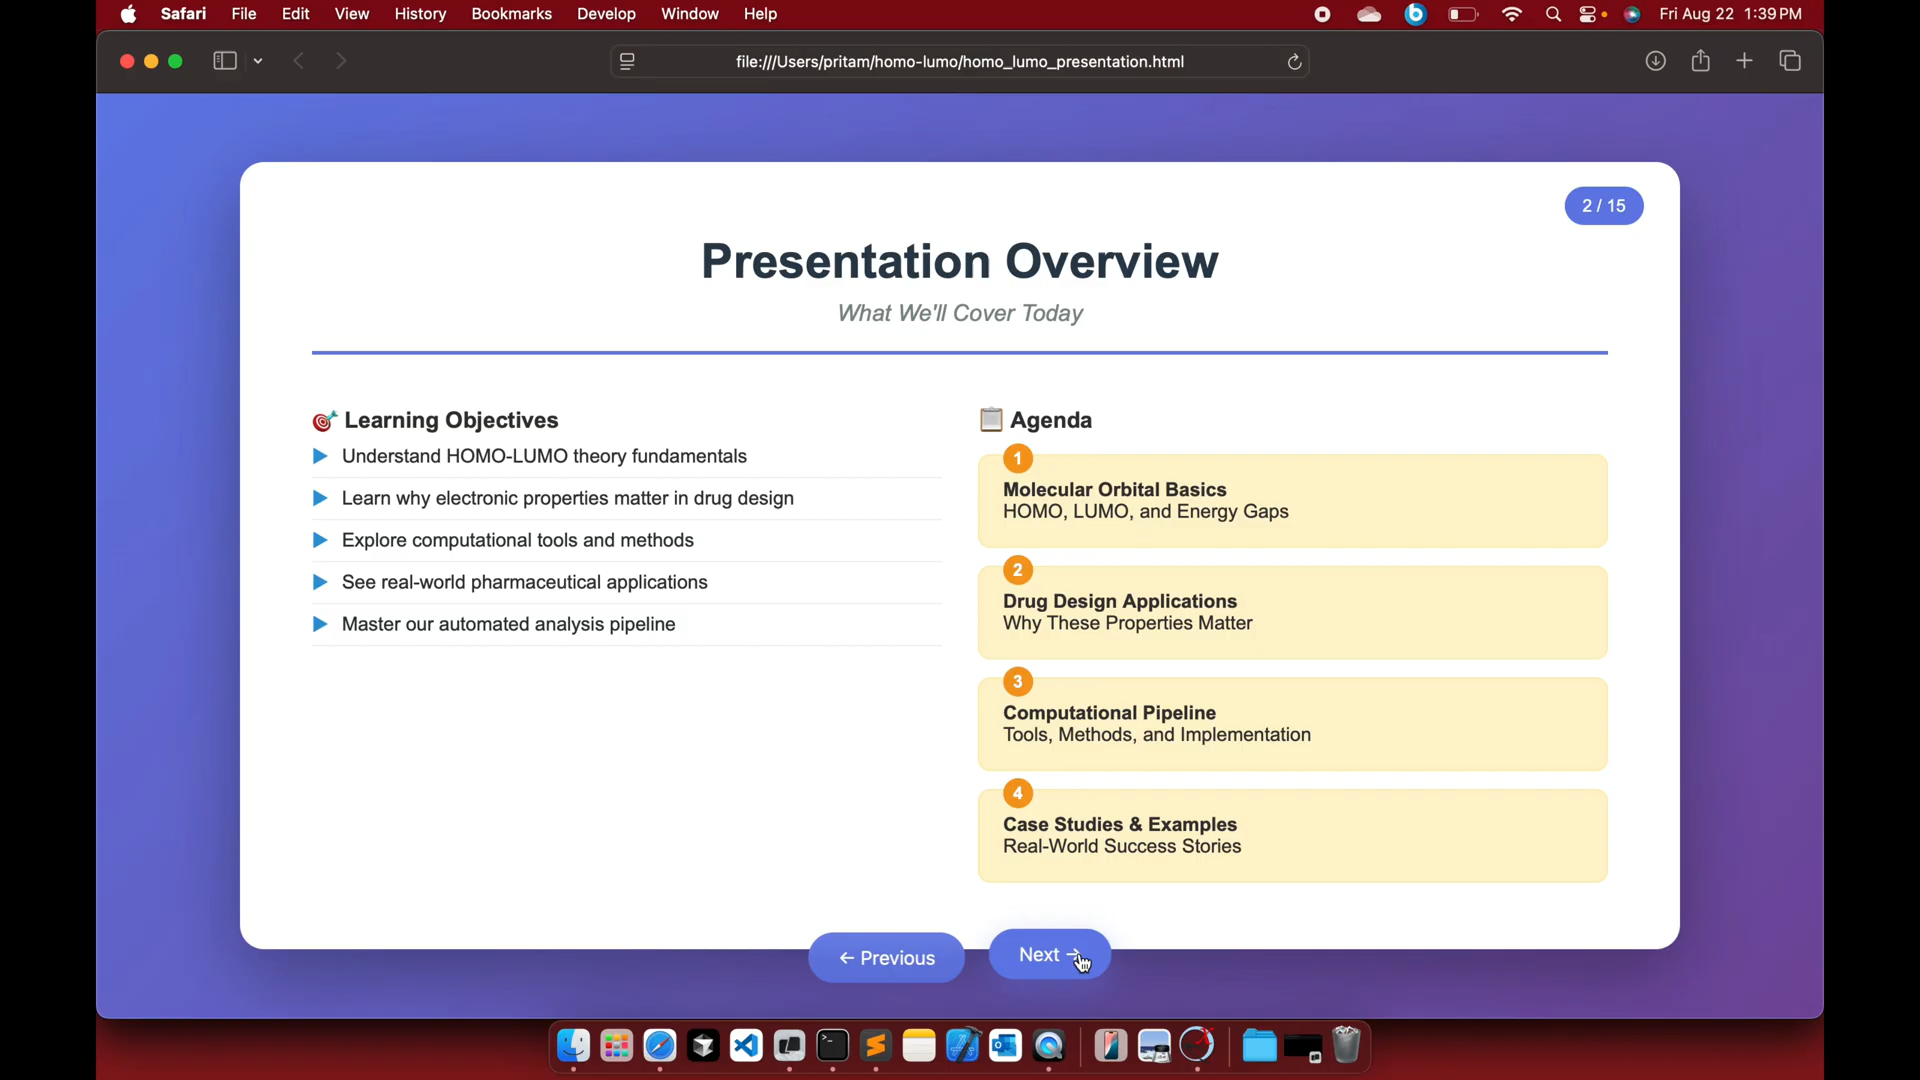 Safari File Edit View History Bookmarks Develop Window Help Fri Aug 22 1:39 PM
file:///Users/pritam/homo-lumo/homo_lumo_presentation.html
2 / 15
Presentation Overview
What We'll Cover Today
Learning Objectives
▶ Understand HOMO-LUMO theory fundamentals
▶ Learn why electronic properties matter in drug design
▶ Explore computational tools and methods
▶ See real-world pharmaceutical applications
▶ Master our automated analysis pipeline
Agenda
1
Molecular Orbital Basics
HOMO, LUMO, and Energy Gaps
2
Drug Design Applications
Why These Properties Matter
3
Computational Pipeline
Tools, Methods, and Implementation
4
Case Studies & Examples
Real-World Success Stories
← Previous
Next →